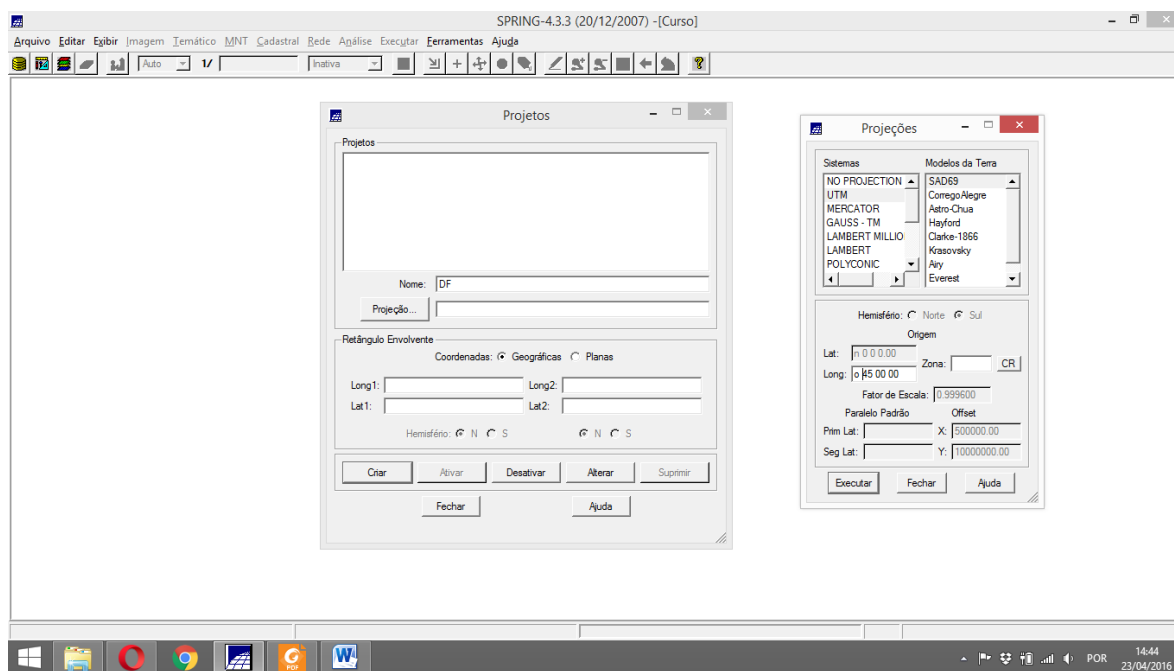 SPRING-4.3.3 (20/12/2007) -[Curso]
Arquivo Editar Exibir Imagem Temático MNT Cadastral Rede Análise Executar Ferramentas Ajuda
Auto 1/ Inativa
Projetos
Projetos
Nome: DF
Projeção...
Retângulo Envolvente
Coordenadas: Geográficas Planas
Long1: Long2:
Lat1: Lat2:
Hemisfério: N S N S
Criar Ativar Desativar Alterar Suprimir
Fechar Ajuda
Projeções
Sistemas Modelos da Terra
NO PROJECTION SAD69
UTM CorregoAlegre
MERCATOR Astro-Chua
GAUSS - TM Hayford
LAMBERT MILLIO Clarke-1866
LAMBERT Krasovsky
POLYCONIC Airy
Everest
Hemisfério: Norte Sul
Origem
Lat: n 0 0 0.00
Zona: CR
Long: o 45 00 00
Fator de Escala: 0.999600
Paralelo Padrão Offset
Prim Lat: X: 500000.00
Seg Lat: Y: 10000000.00
Executar Fechar Ajuda
PDF
POR
14:44
23/04/2016